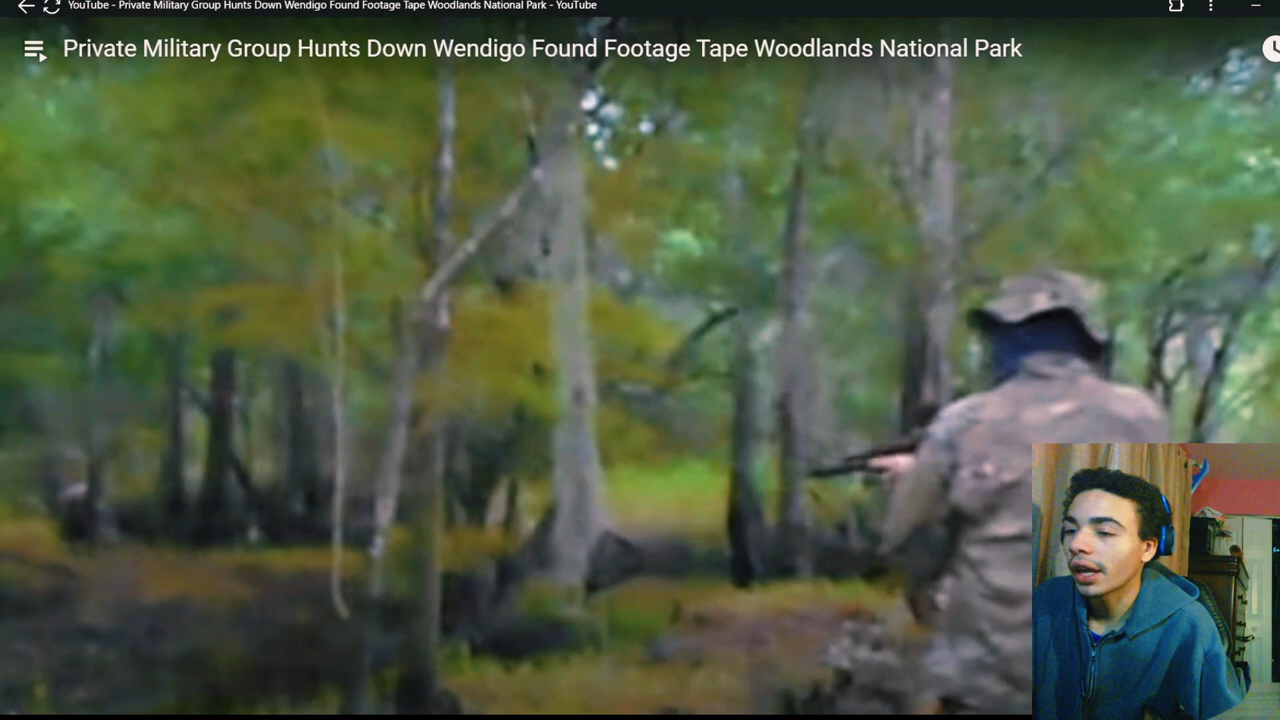 YouTube - Private Military Group Hunts Down Wendigo Found Footage Tape Woodlands National Park - YouTube
Private Military Group Hunts Down Wendigo Found Footage Tape Woodlands National Park